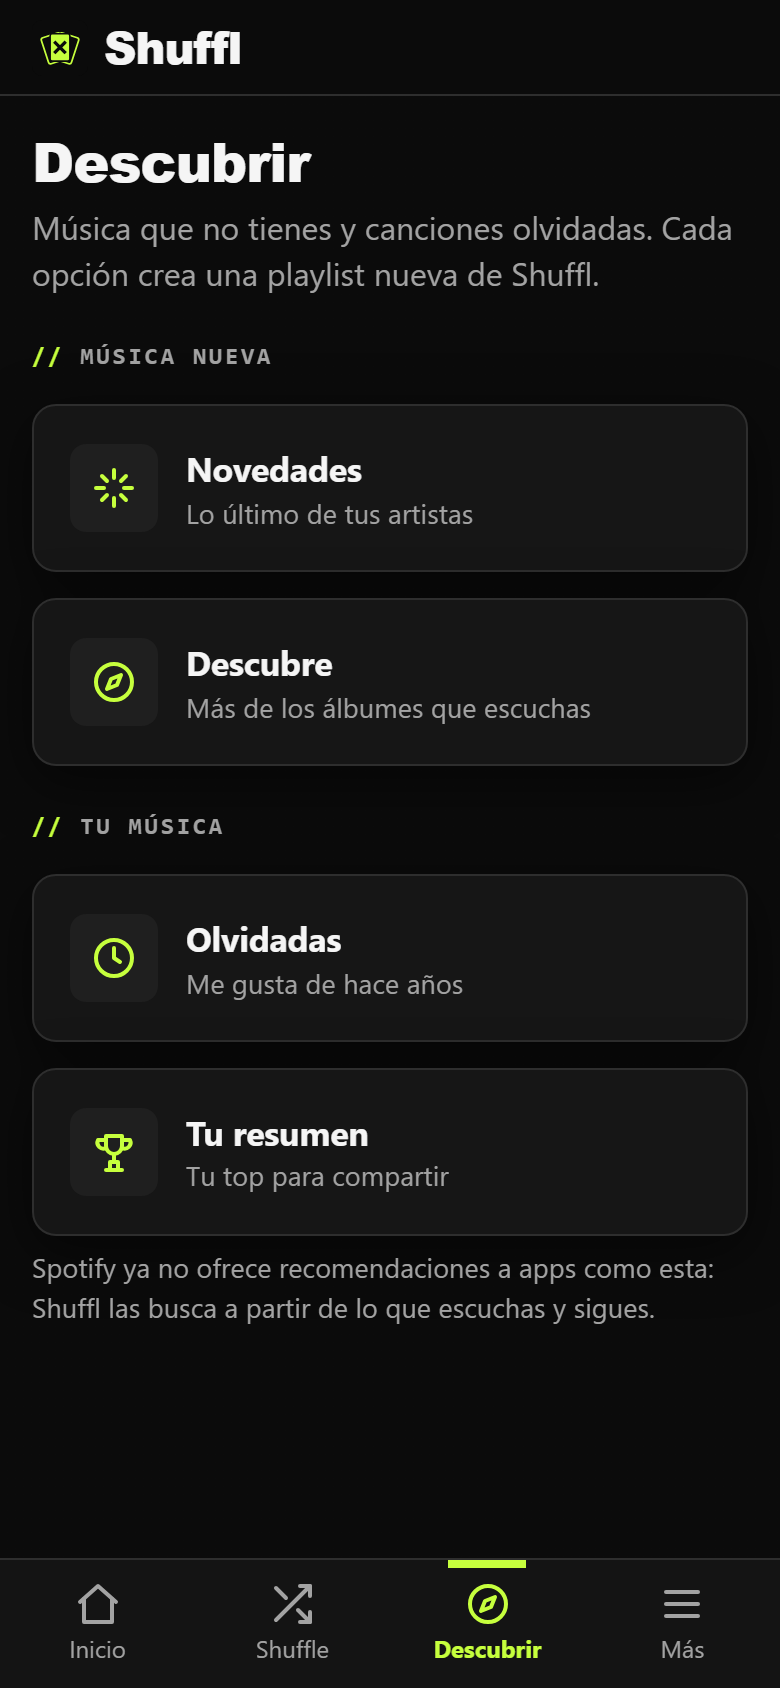 Shuffl
Descubrir
Música que no tienes y canciones olvidadas. Cada
opción crea una playlist nueva de Shuffl.
// MÚSICA NUEVA
Novedades
Lo último de tus artistas
Descubre
Más de los álbumes que escuchas
// TU MÚSICA
Olvidadas
Me gusta de hace años
Tu resumen
Tu top para compartir
Spotify ya no ofrece recomendaciones a apps como esta:
Shuffl las busca a partir de lo que escuchas y sigues.
Inicio
Shuffle
Descubrir
Más